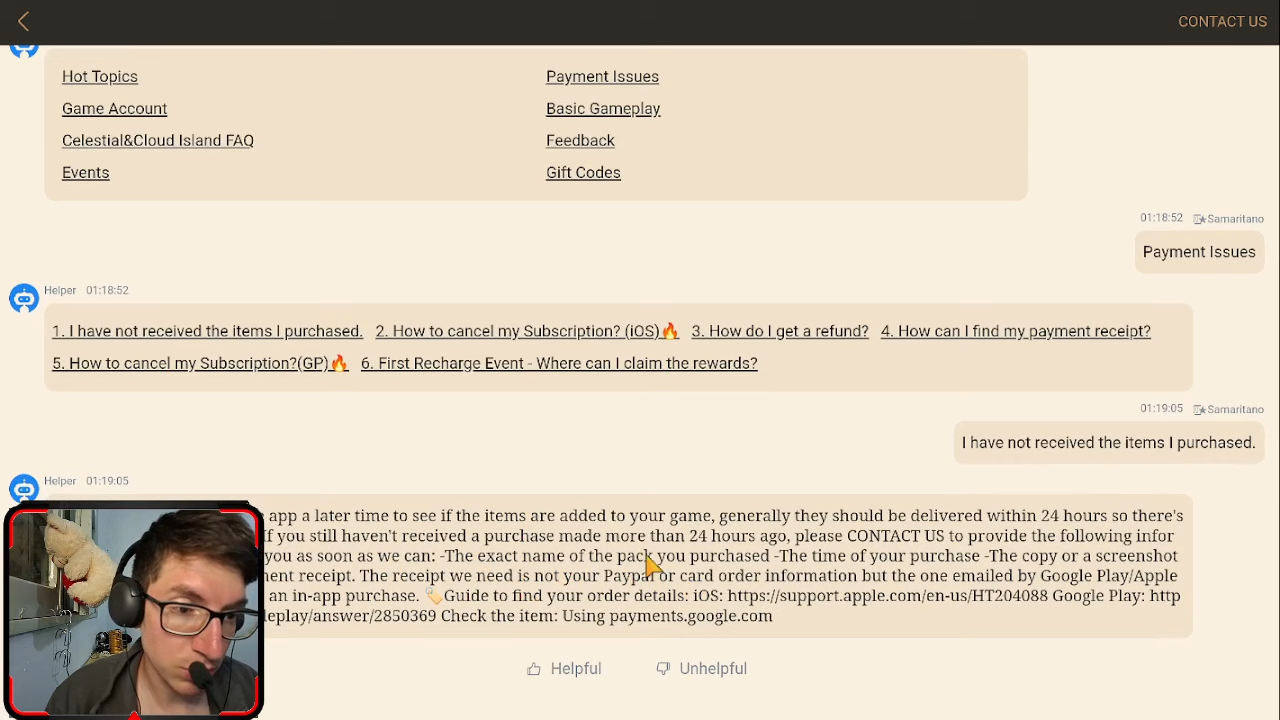 CONTACT US
Hot Topics
Payment Issues
Game Account
Basic Gameplay
Celestial&Cloud Island FAQ
Feedback
Events
Gift Codes
01:18:52 Samaritano
Payment Issues
Helper 01:18:52
1. I have not received the items I purchased. 2. How to cancel my Subscription? (iOS)🔥 3. How do I get a refund? 4. How can I find my payment receipt?
5. How to cancel my Subscription?(GP)🔥 6. First Recharge Event - Where can I claim the rewards?
01:19:05 Samaritano
I have not received the items I purchased.
Helper 01:19:05
app a later time to see if the items are added to your game, generally they should be delivered within 24 hours so there's
If you still haven't received a purchase made more than 24 hours ago, please CONTACT US to provide the following infor
you as soon as we can: -The exact name of the pack you purchased -The time of your purchase -The copy or a screenshot
receipt. The receipt we need is not your Paypal or card order information but the one emailed by Google Play/Apple
an in-app purchase. 🏷️Guide to find your order details: iOS: https://support.apple.com/en-us/HT204088 Google Play: http
eplay/answer/2850369 Check the item: Using payments.google.com
Helpful
Unhelpful